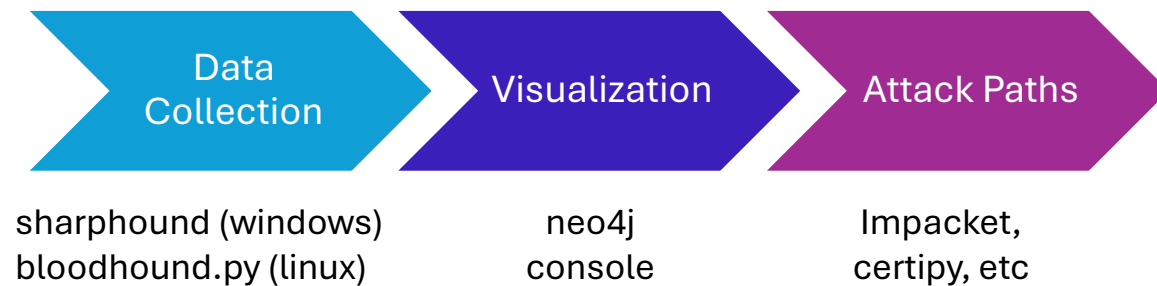 Data
Collection
Visualization
Attack Paths
sharphound (windows)
bloodhound.py (linux)
neo4j
console
Impacket,
certipy, etc